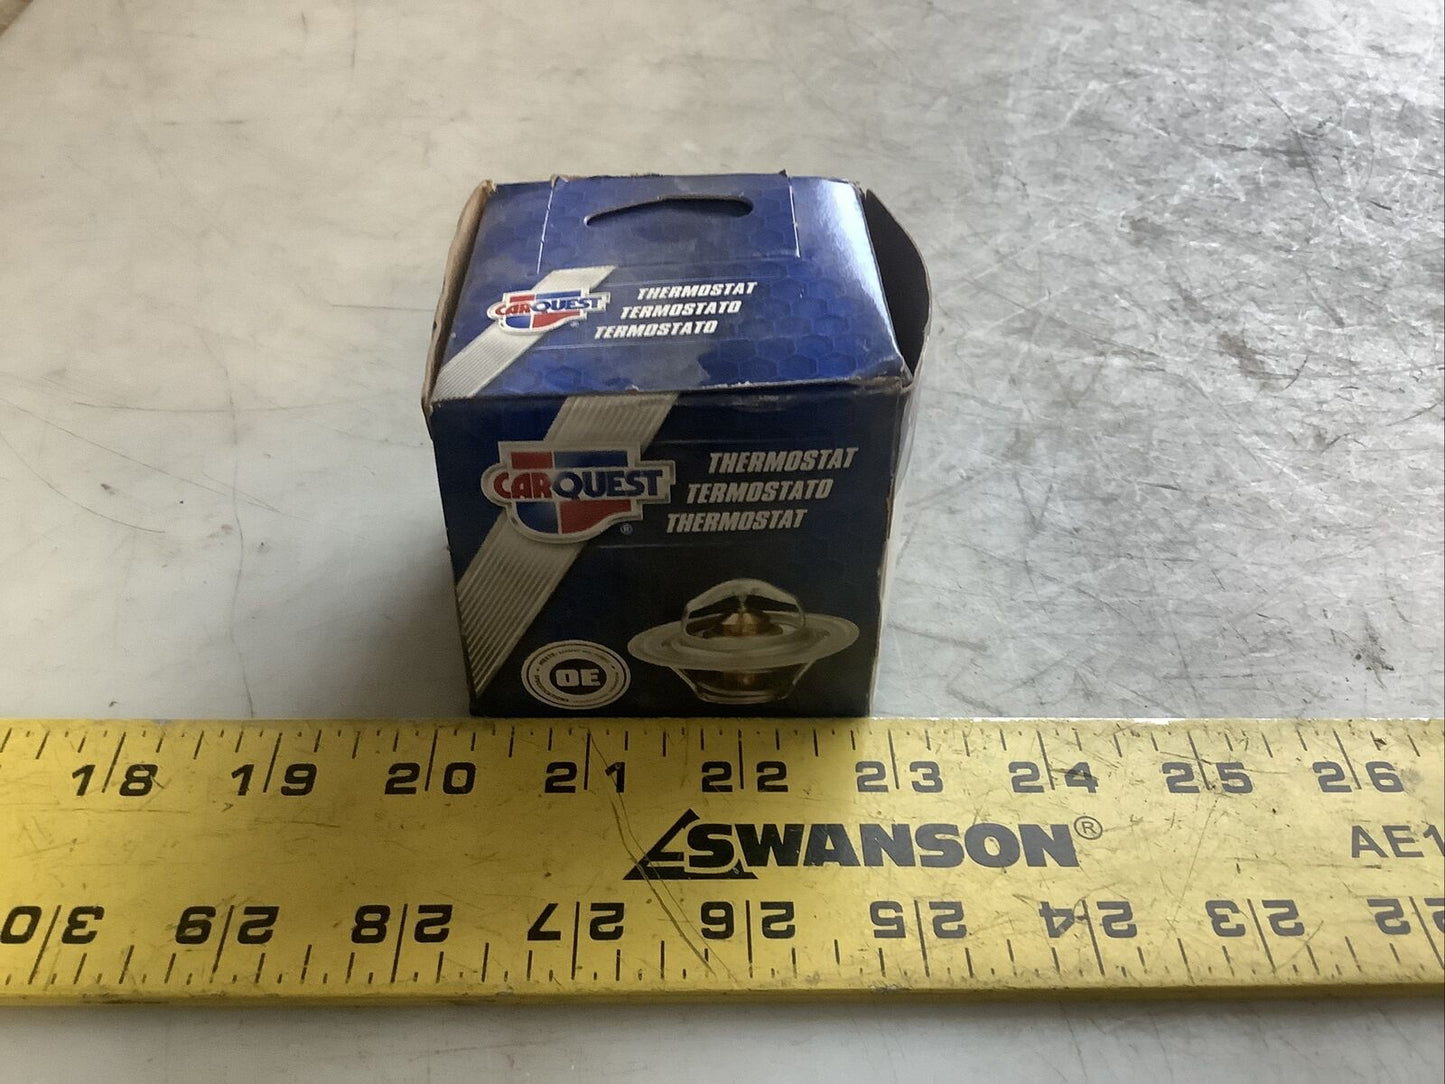 CARQUEST
THERMOSTAT
TERMOSTATO
TERMOSTATO
CARQUEST ®
THERMOSTAT
TERMOSTATO
THERMOSTAT
OE
18 19 20 21 22 23 24 25 26
SWANSON®
AE1
30 29 28 27 26 25 24 23 22